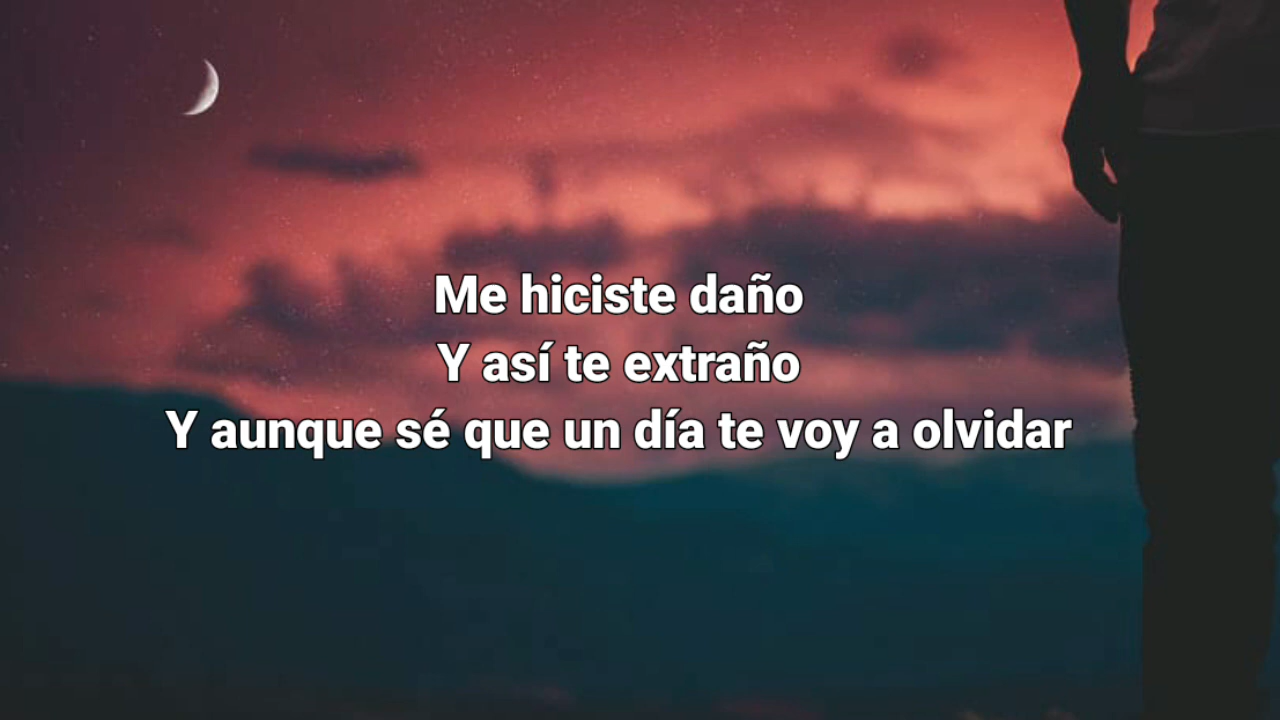 Me hiciste daño
Y así te extraño
Y aunque sé que un día te voy a olvidar